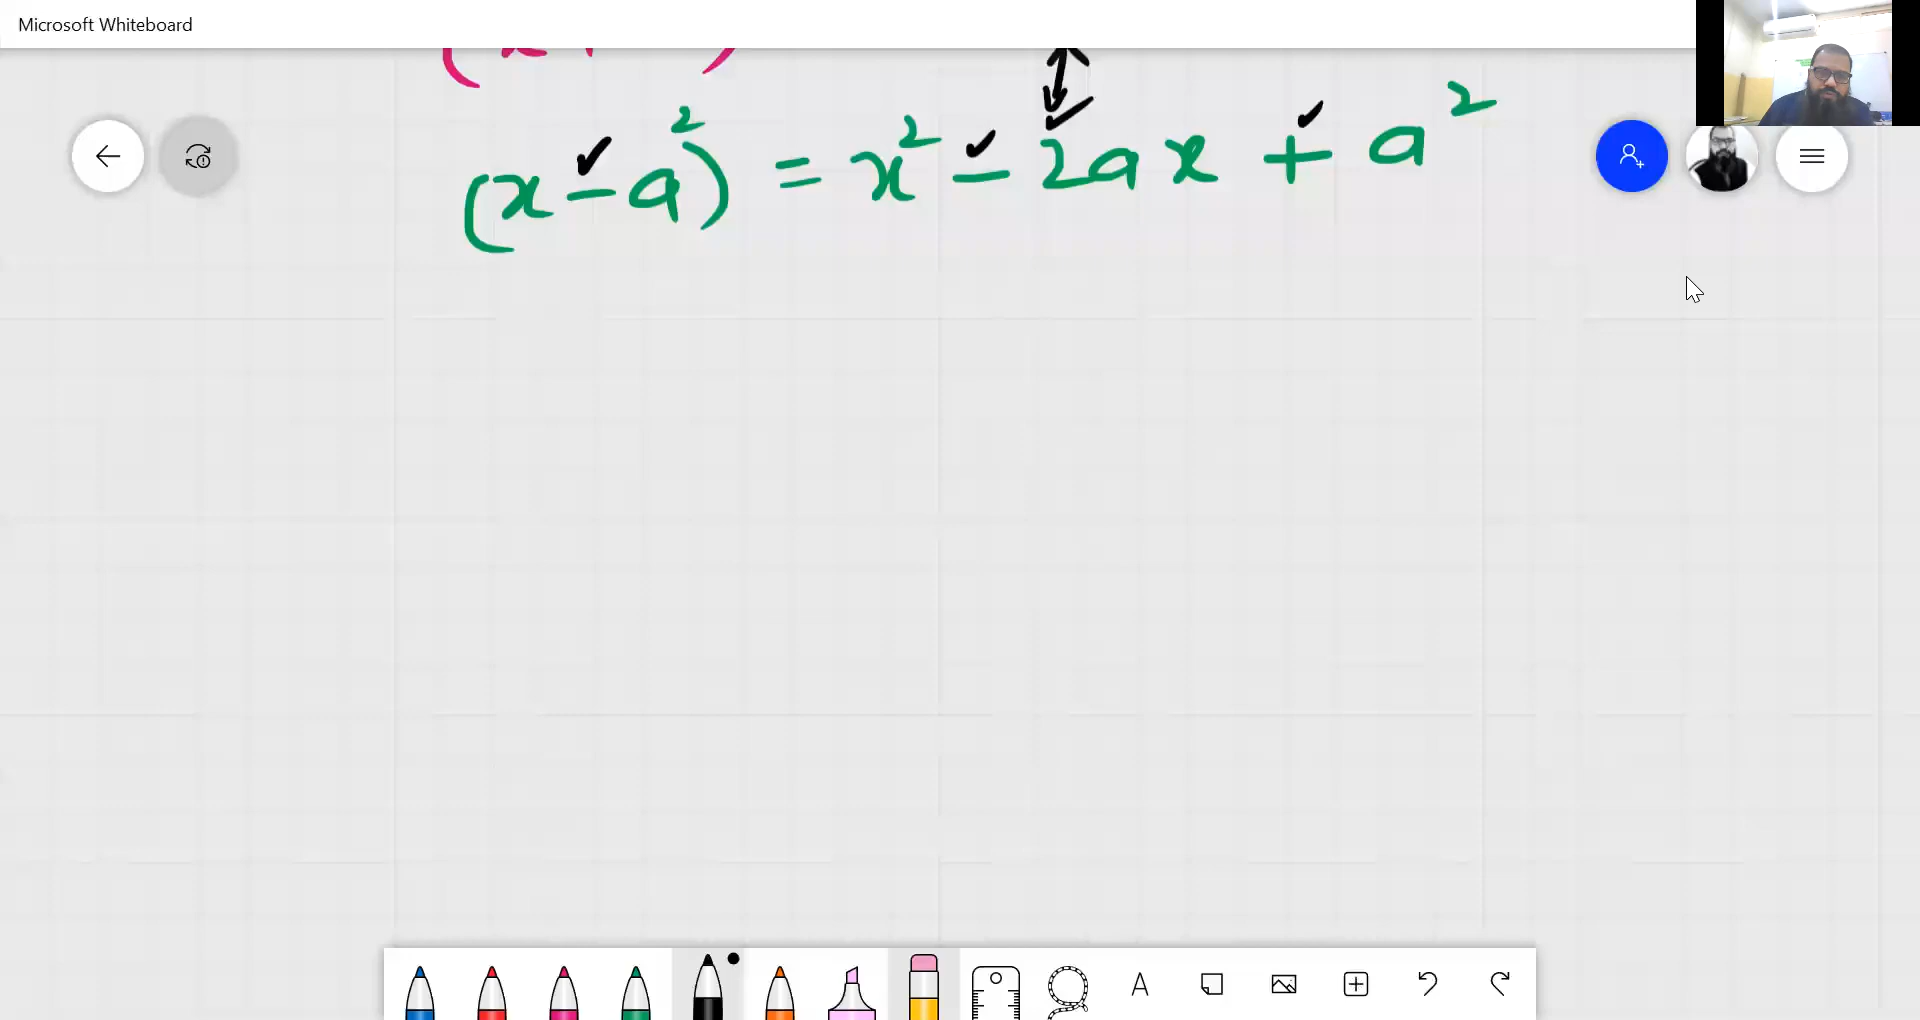 Microsoft Whiteboard
(x - a)² = x² - 2ax + a²
A